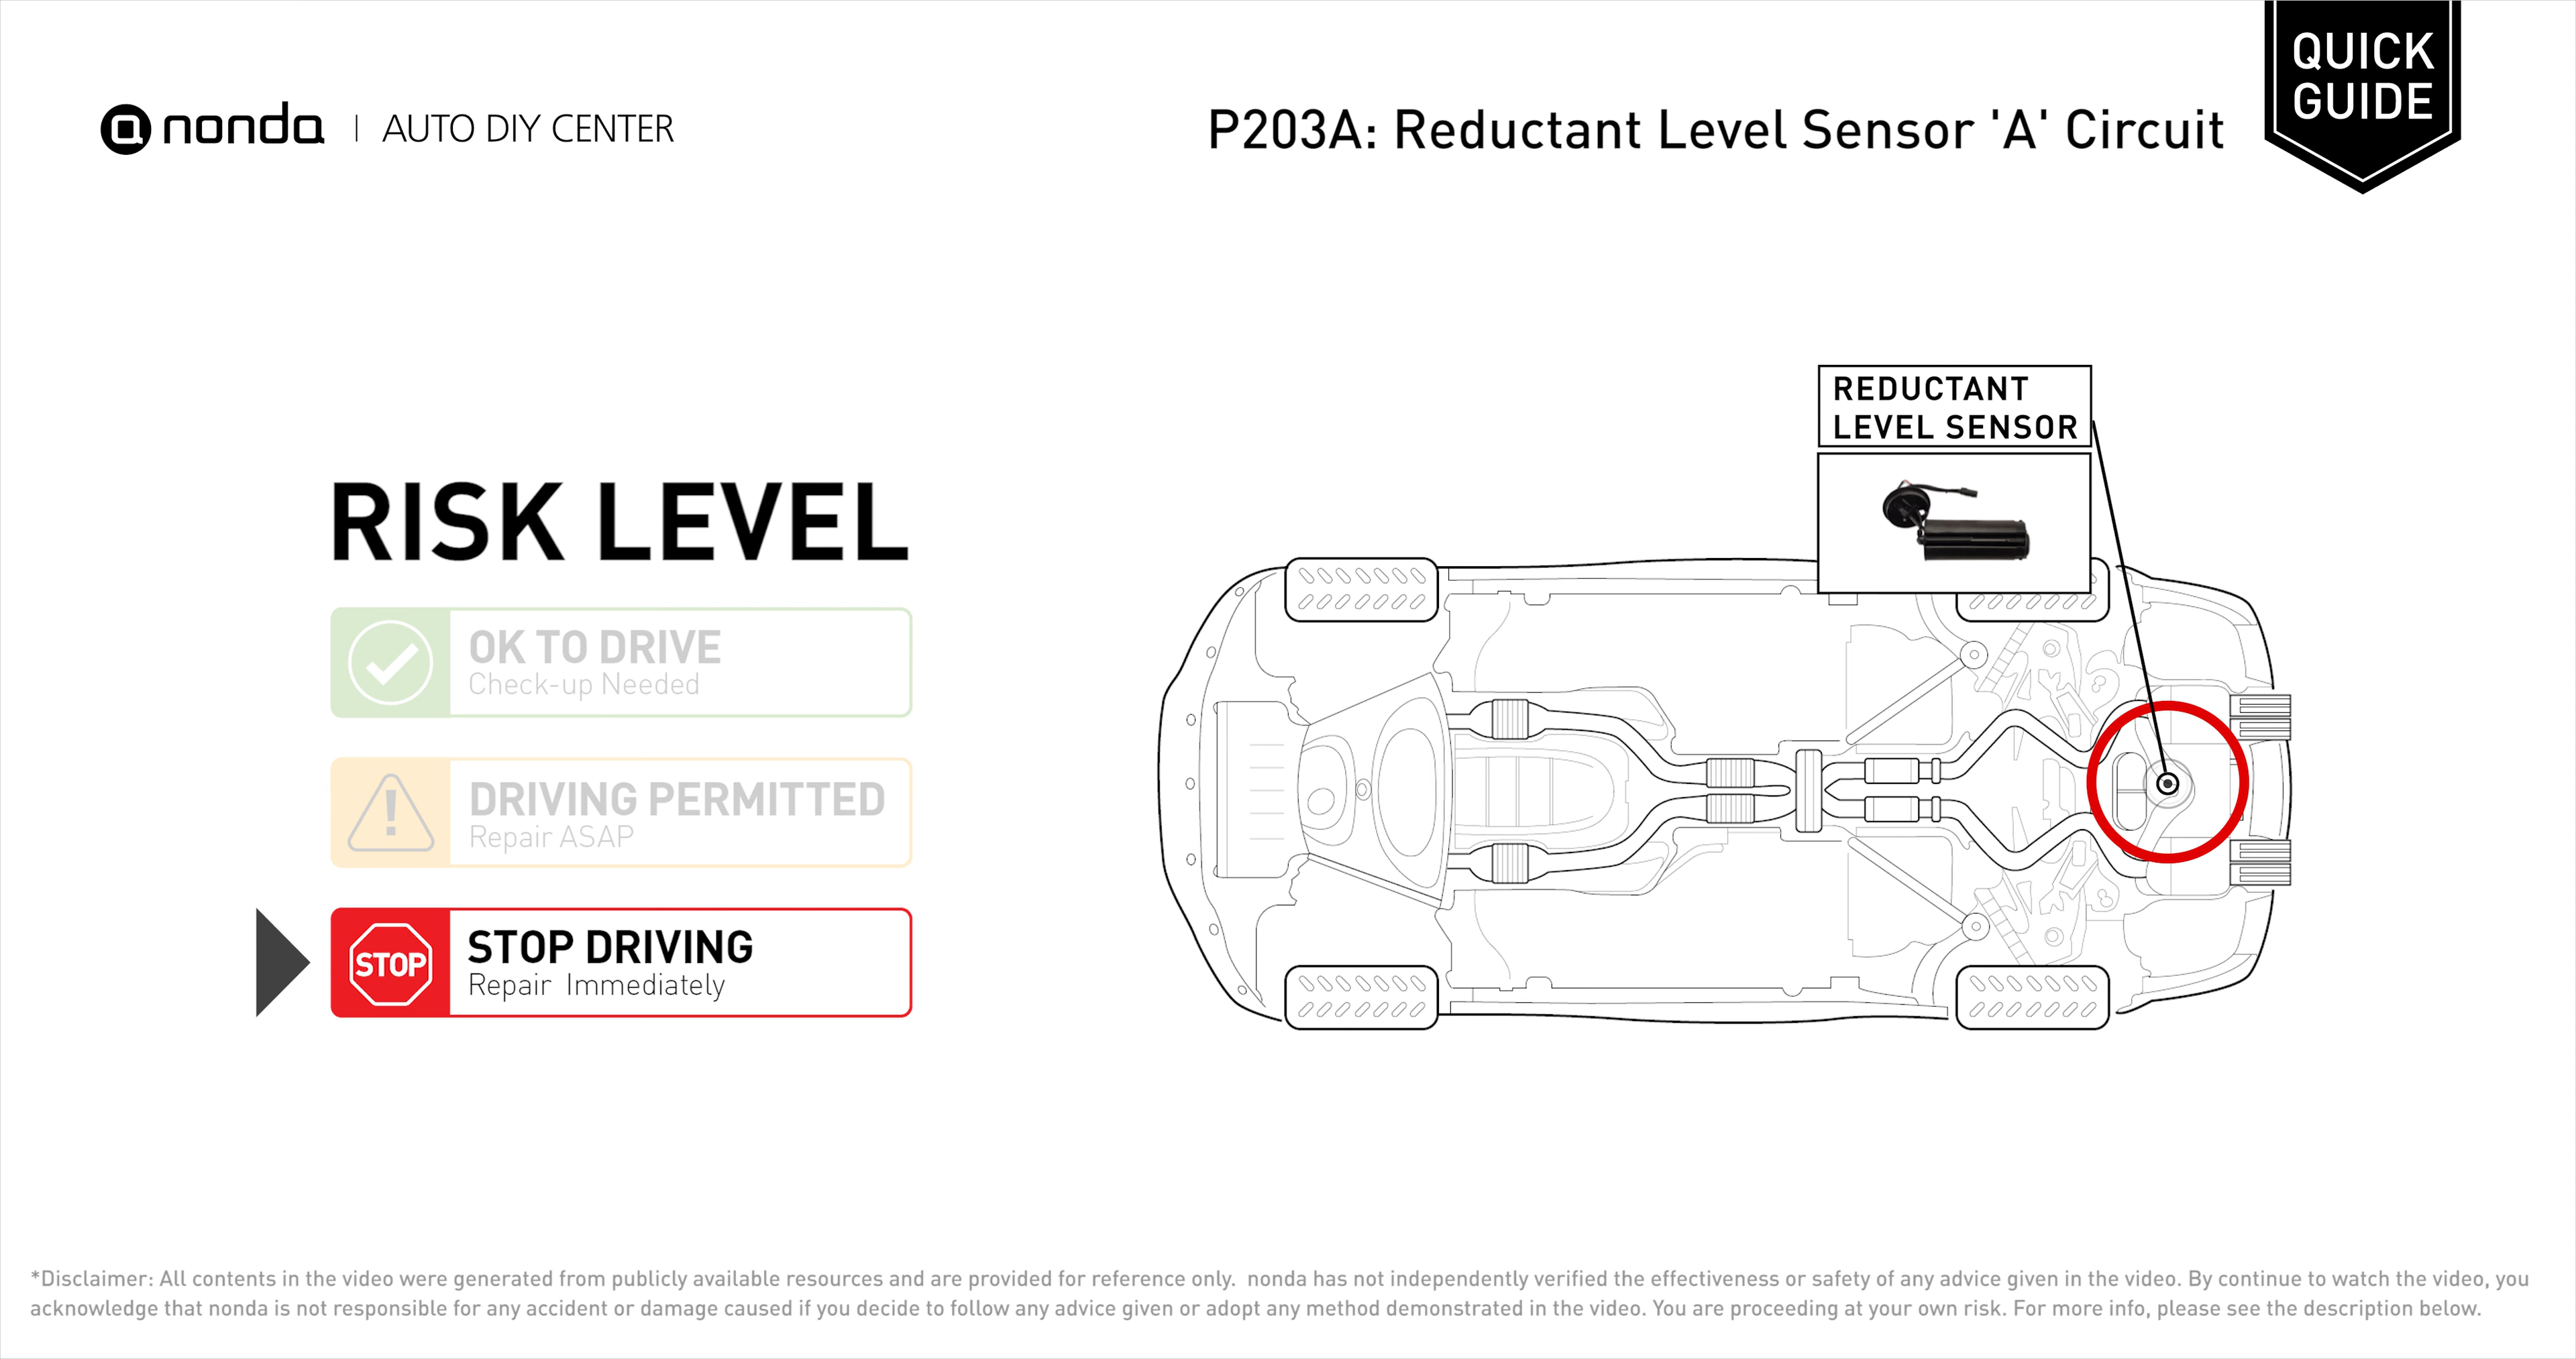 nonda | AUTO DIY CENTER
P203A: Reductant Level Sensor 'A' Circuit
QUICK
GUIDE
REDUCTANT
LEVEL SENSOR
RISK LEVEL
OK TO DRIVE
Check-up Needed
DRIVING PERMITTED
Repair ASAP
STOP
STOP DRIVING
Repair Immediately
*Disclaimer: All contents in the video were generated from publicly available resources and are provided for reference only. nonda has not independently verified the effectiveness or safety of any advice given in the video. By continue to watch the video, you
acknowledge that nonda is not responsible for any accident or damage caused if you decide to follow any advice given or adopt any method demonstrated in the video. You are proceeding at your own risk. For more info, please see the description below.